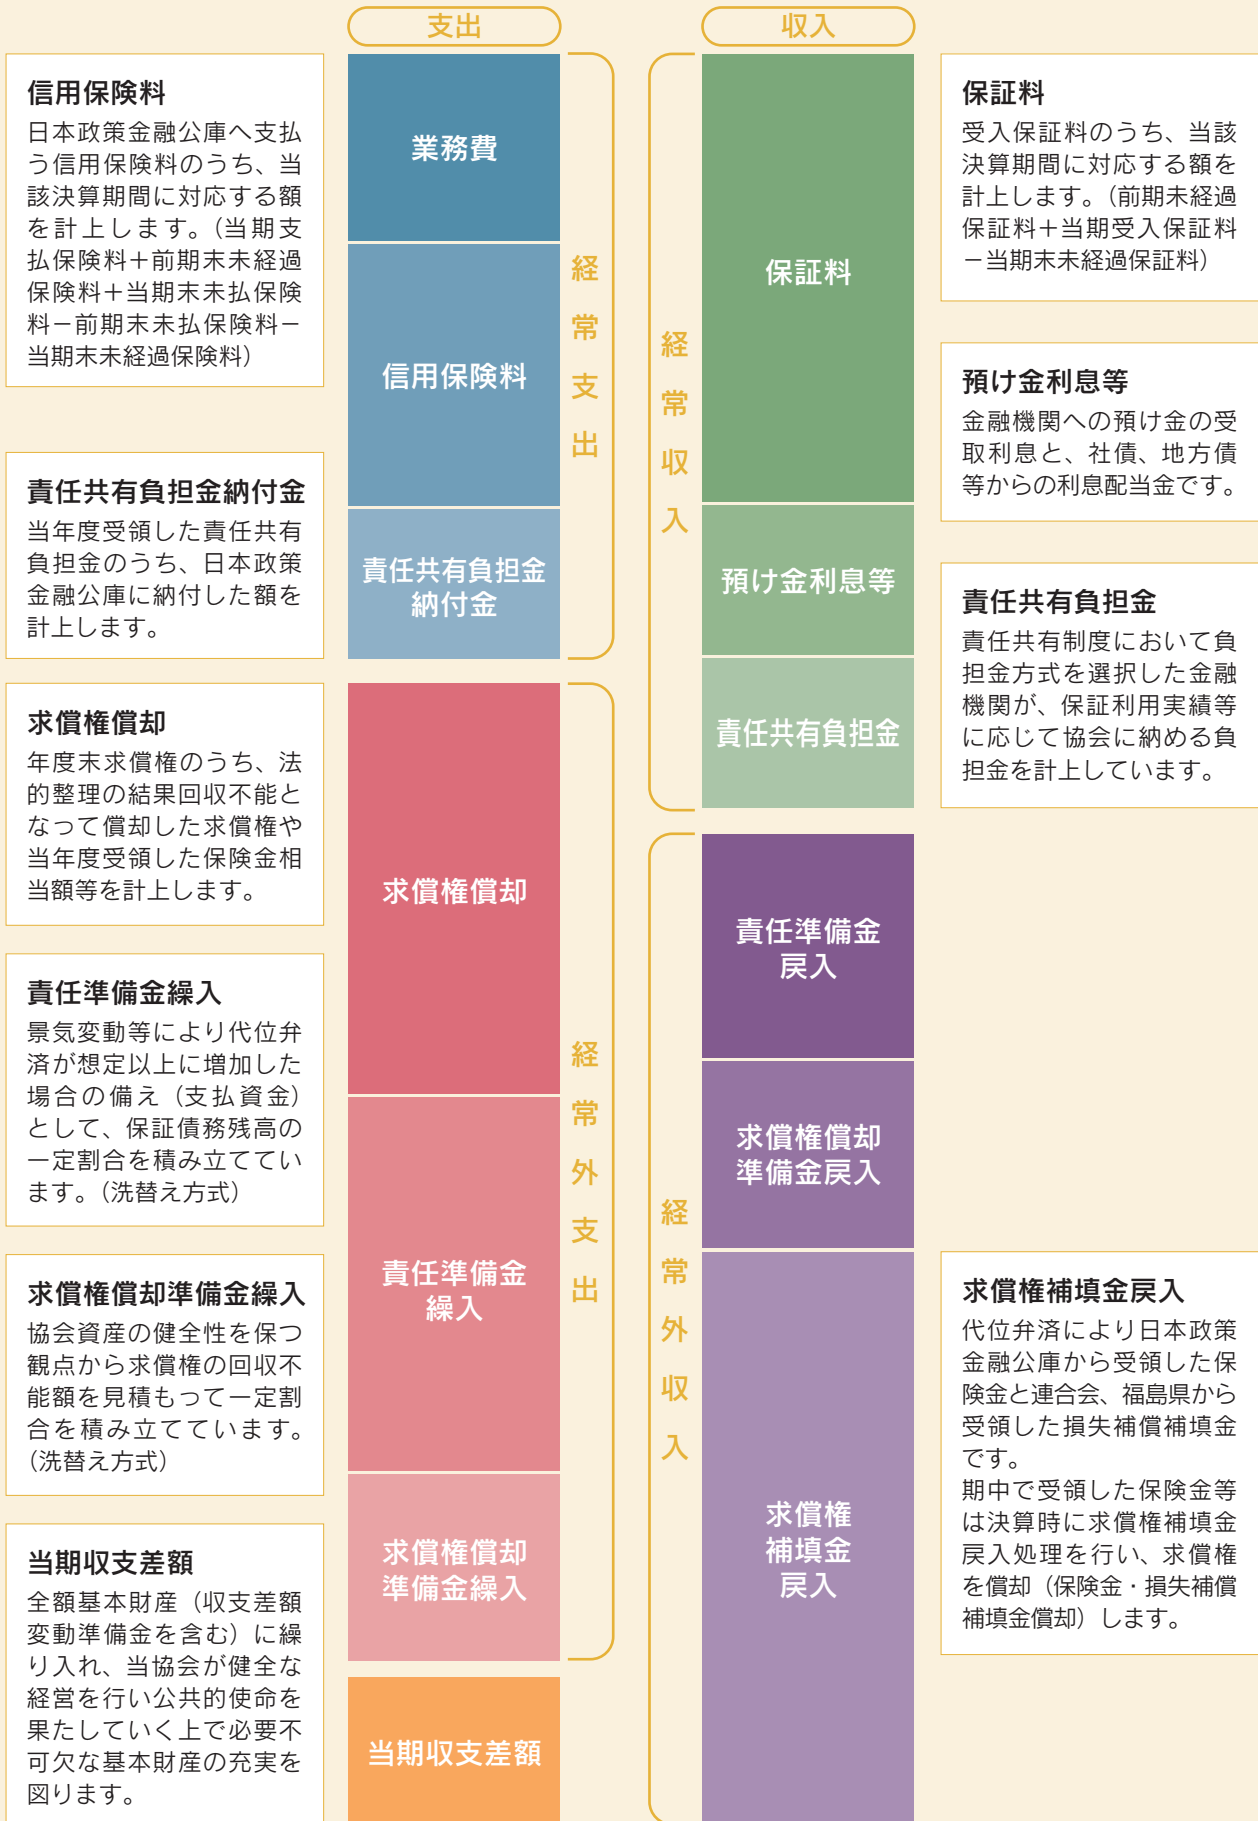 支出
収入
信用保険料
日本政策金融公庫へ支払
う信用保険料のうち、当
該決算期間に対応する額
を計上します。（当期支
払保険料＋前期末未経過
保険料＋当期末未払保険
料－前期末未払保険料－
当期末未経過保険料）
責任共有負担金納付金
当年度受領した責任共有
負担金のうち、日本政策
金融公庫に納付した額を
計上します。
求償権償却
年度末求償権のうち、法
的整理の結果回収不能と
なって償却した求償権や
当年度受領した保険金相
当額等を計上します。
責任準備金繰入
景気変動等により代位弁
済が想定以上に増加した
場合の備え（支払資金）
として、保証債務残高の
一定割合を積み立ててい
ます。（洗替え方式）
求償権償却準備金繰入
協会資産の健全性を保つ
観点から求償権の回収不
能額を見積もって一定割
合を積み立てています。
（洗替え方式）
当期収支差額
全額基本財産（収支差額
変動準備金を含む）に繰
り入れ、当協会が健全な
経営を行い公共的使命を
果たしていく上で必要不
可欠な基本財産の充実を
図ります。
業務費
信用保険料
責任共有負担金
納付金
経常支出
求償権償却
責任準備金
繰入
求償権償却
準備金繰入
経常外支出
当期収支差額
経常収入
保証料
預け金利息等
責任共有負担金
経常外収入
責任準備金
戻入
求償権償却
準備金戻入
求償権
補填金
戻入
保証料
受入保証料のうち、当該
決算期間に対応する額を
計上します。（前期未経過
保証料＋当期受入保証料
－当期末未経過保証料）
預け金利息等
金融機関への預け金の受
取利息と、社債、地方債
等からの利息配当金です。
責任共有負担金
責任共有制度において負
担金方式を選択した金融
機関が、保証利用実績等
に応じて協会に納める負
担金を計上しています。
求償権補填金戻入
代位弁済により日本政策
金融公庫から受領した保
険金と連合会、福島県から
受領した損失補償補填金
です。
期中で受領した保険金等
は決算時に求償権補填金
戻入処理を行い、求償権
を償却（保険金・損失補償
補填金償却）します。